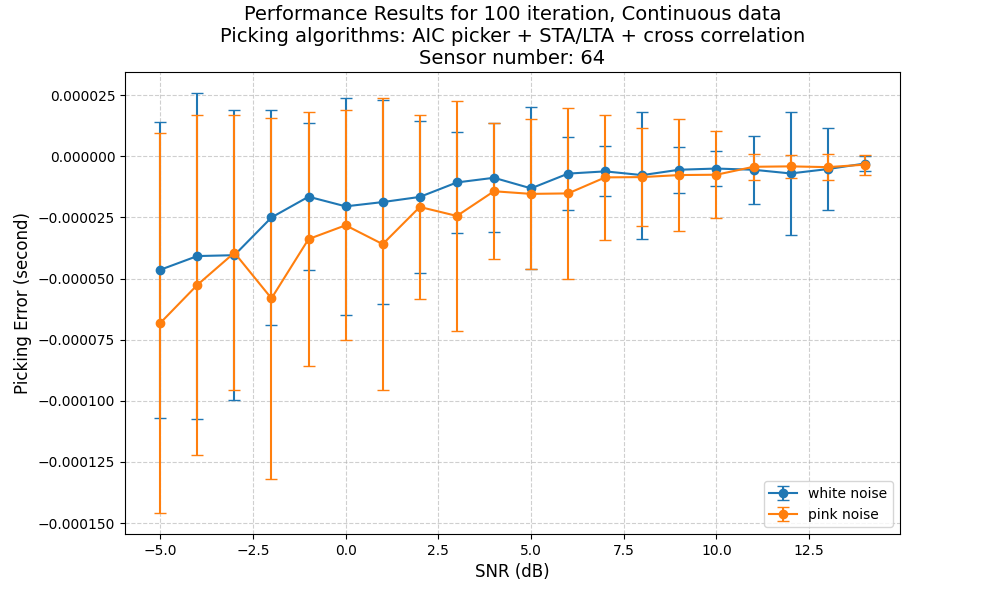 Performance Results for 100 iteration, Continuous data
Picking algorithms: AIC picker + STA/LTA + cross correlation
Sensor number: 64
Picking Error (second)
0.000025
0.000000
−0.000025
−0.000050
−0.000075
−0.000100
−0.000125
−0.000150
white noise
pink noise
−5.0 −2.5 0.0 2.5 5.0 7.5 10.0 12.5
SNR (dB)